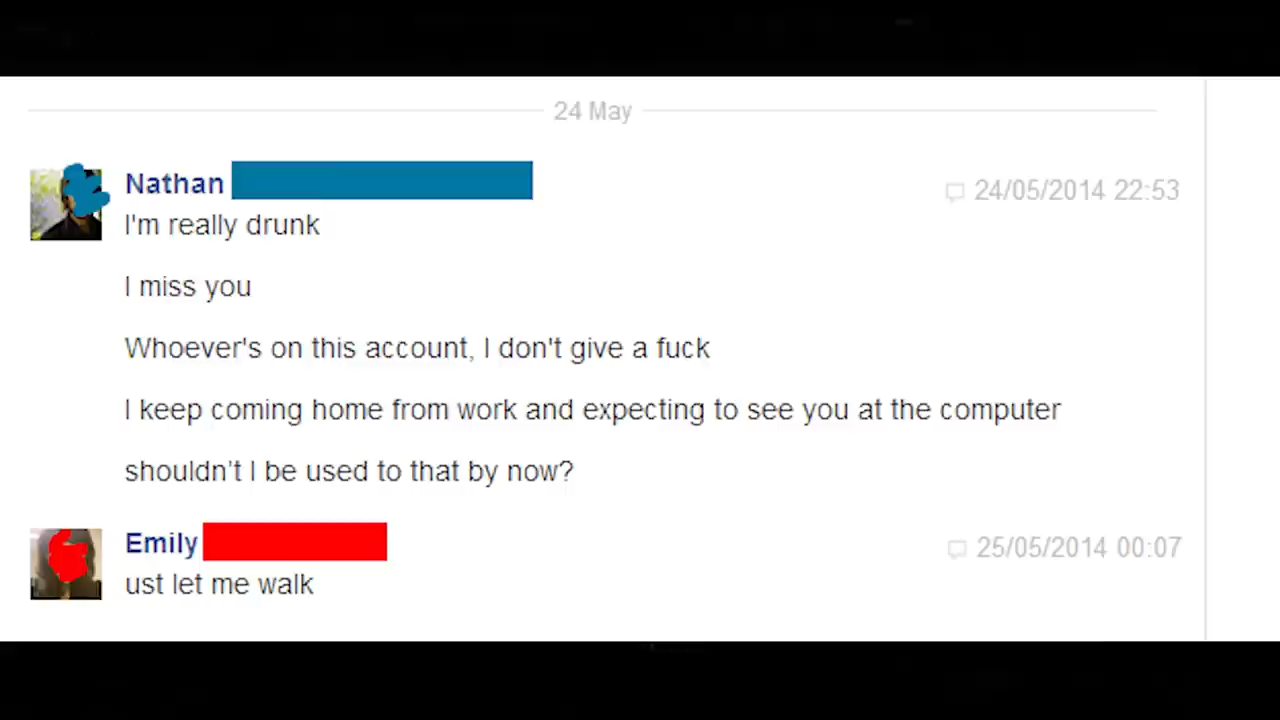 24 May
Nathan
24/05/2014 22:53
I'm really drunk
I miss you
Whoever's on this account, I don't give a fuck
I keep coming home from work and expecting to see you at the computer
shouldn't I be used to that by now?
Emily
25/05/2014 00:07
ust let me walk